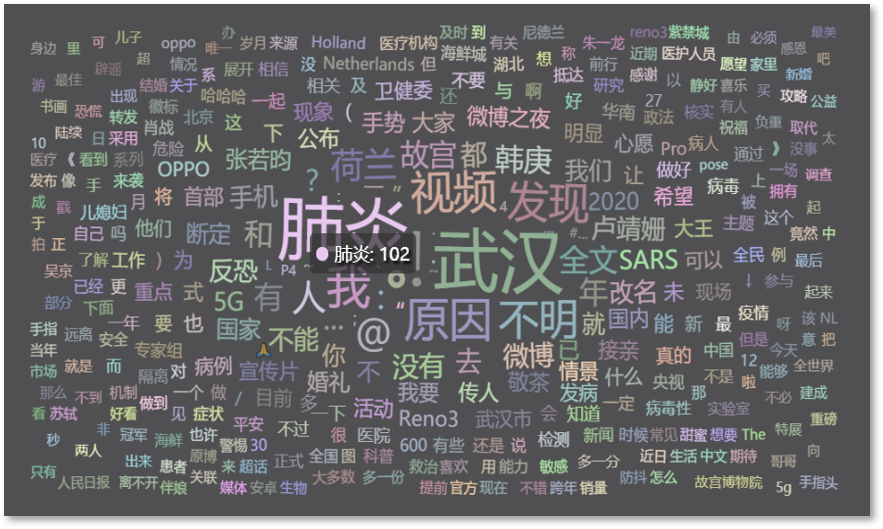 办 及时 到 尼德兰 reno3 紫禁城 最美
儿子 oppo 唯一 岁月 来源 Holland 医疗机构 有关 朱一龙 由 必须 感恩
身边 里 可 超 情况 没 Netherlands 但 海鲜城 想 称 近期 医护人员 吧
辟谣 系 展开 相信 湖北 抵达 前行 感谢 愿望 家里 新婚
游 最佳 出现 结婚 关于 相关 及 卫健委 不要 与 啊 研究 以 静好 喜乐 买 攻略 公益
书画 恐慌 徽标 哈哈哈 一起 现象 ( 还 微博之夜 好 华南 27 核实 有人
转发 肖战 北京 这 下 公布 手势 大家 明显 政法 祝福 负重 取代
10 陆续 日 采用 危险 从 心愿 Pro 病人 没事 太
医疗 《 看到 系列 OPPO 张若昀 荷兰 故宫 都 韩庚 我们 让 做好 pose 通过 》 一场 调查
发布 像 手 来袭 ? 一 “ 视频 希望 病毒 上 拥有
成 戳 月 将 首部 手机 肺炎 发现 2020 被 起
于 儿媳妇 : 4 卢靖姗 大王 主题 这个
拍 正 自己 吗 他们 断定 和 … #... 竟然 中
肺炎: 102
吴京 了解 工作 ) 为 反恐 L P4 ~ ] 武汉 全文 SARS 可以 全民 例 最后
已经 更 重点 式 5G 有 人 我 : “ 年 改名 未 现场 ↓ 参与 起来
部分 下面 … @ 原因 不明 国内 疫情 该 NL
手指 远离 一年 要 也 国家 不能 就 能 新 最 呀 意 把
当年 安全 专家组 🙏 你 微博 已 接亲 真的 中国 但是 今天
市场 就是 而 隔离 对 病例 宣传片 不 没有 去 情景 什么 央视 12 能够 全世界
那么 不到 机制 一个 做 / 目前 婚礼 我要 传人 敬茶 发病 不是 啦 不必 建成
看 苏轼 好看 做到 见 症状 多 一下 活动 Reno3 武汉市 会 知道 一定 病毒性 那 实验室 重磅
秒 非 冠军 海鲜 也许 平安 不过 很 医院 新闻 时候 常见 甜蜜 想要 The 特展
两人 警惕 30 600 有些 还是 说 检测 向
只有 出来 患者 原博 来 超话 正式 全国 图 科普 救治 喜欢 用 能力 敏感 多一分 近日 生活 中文 期待 哥哥
人民日报 离不开 伴娘 关联 媒体 安卓 生物 大多数 多一份 提前 官方 现在 不错 跨年 销量 防抖 怎么 故宫博物院 5g 手指头